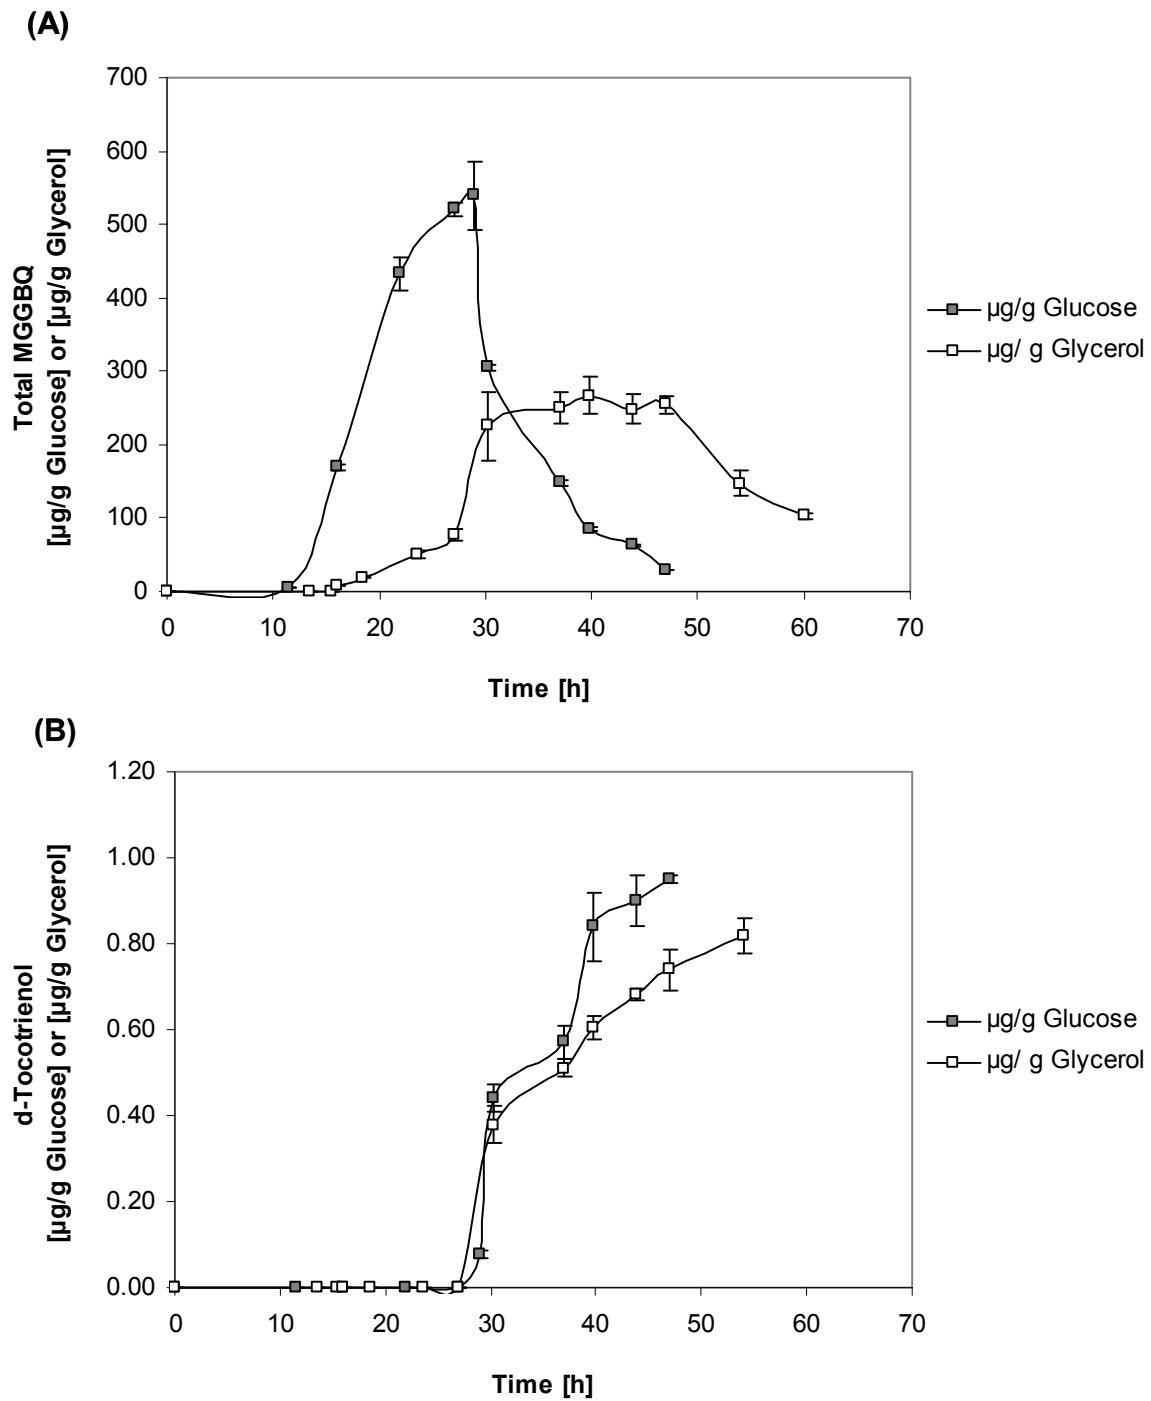 (A)
Total MGGBQ
[µg/g Glucose] or [µg/g Glycerol]
700
600
500
400
300
200
100
0
0 10 20 30 40 50 60 70
Time [h]
µg/g Glucose
µg/ g Glycerol
(B)
d-Tocotrienol
[µg/g Glucose] or [µg/g Glycerol]
1.20
1.00
0.80
0.60
0.40
0.20
0.00
0 10 20 30 40 50 60 70
Time [h]
µg/g Glucose
µg/ g Glycerol